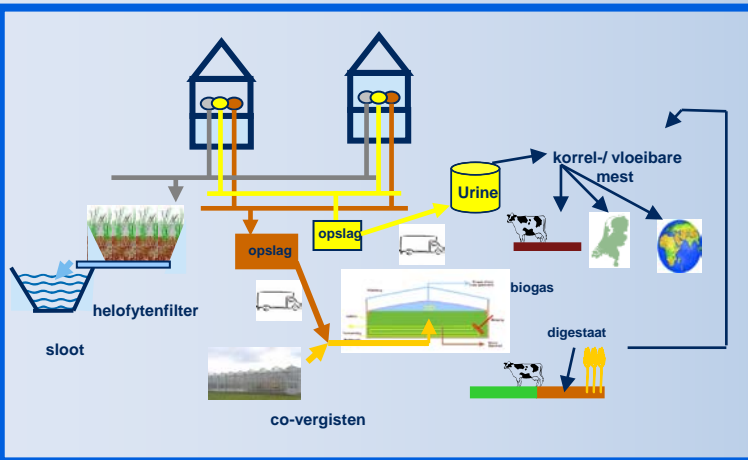 korrel-/ vloeibare
mest
Urine
opslag
opslag
biogas
helofytenfilter
sloot
digestaat
co-vergisten